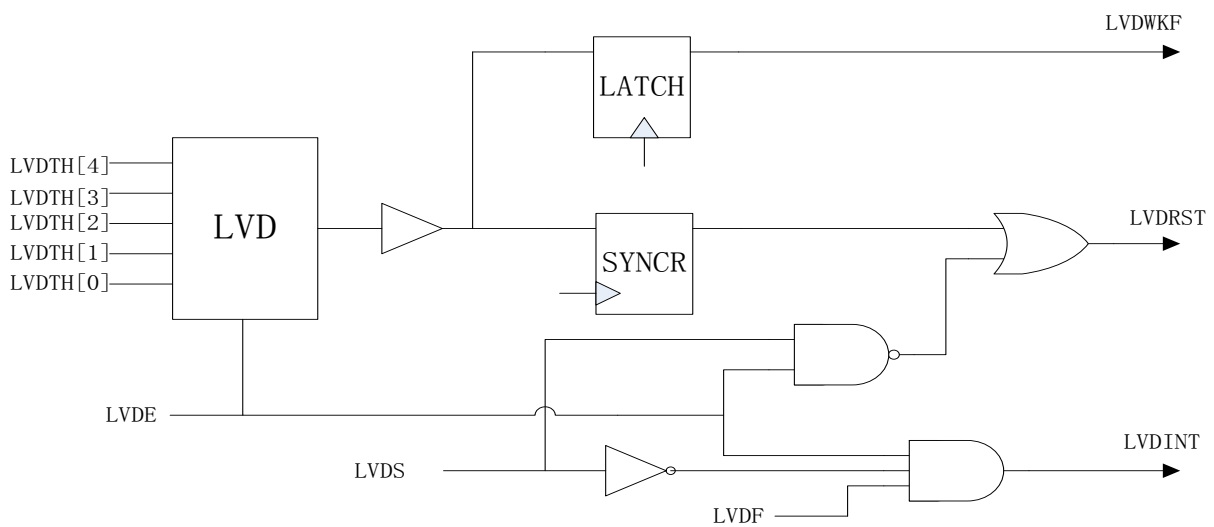 LVDWKF
LATCH
LVDTH[4]
LVDTH[3]
LVDTH[2]
LVDTH[1]
LVDTH[0]
LVD
SYNCR
LVDRST
LVDE
LVDS
LVDINT
LVDF